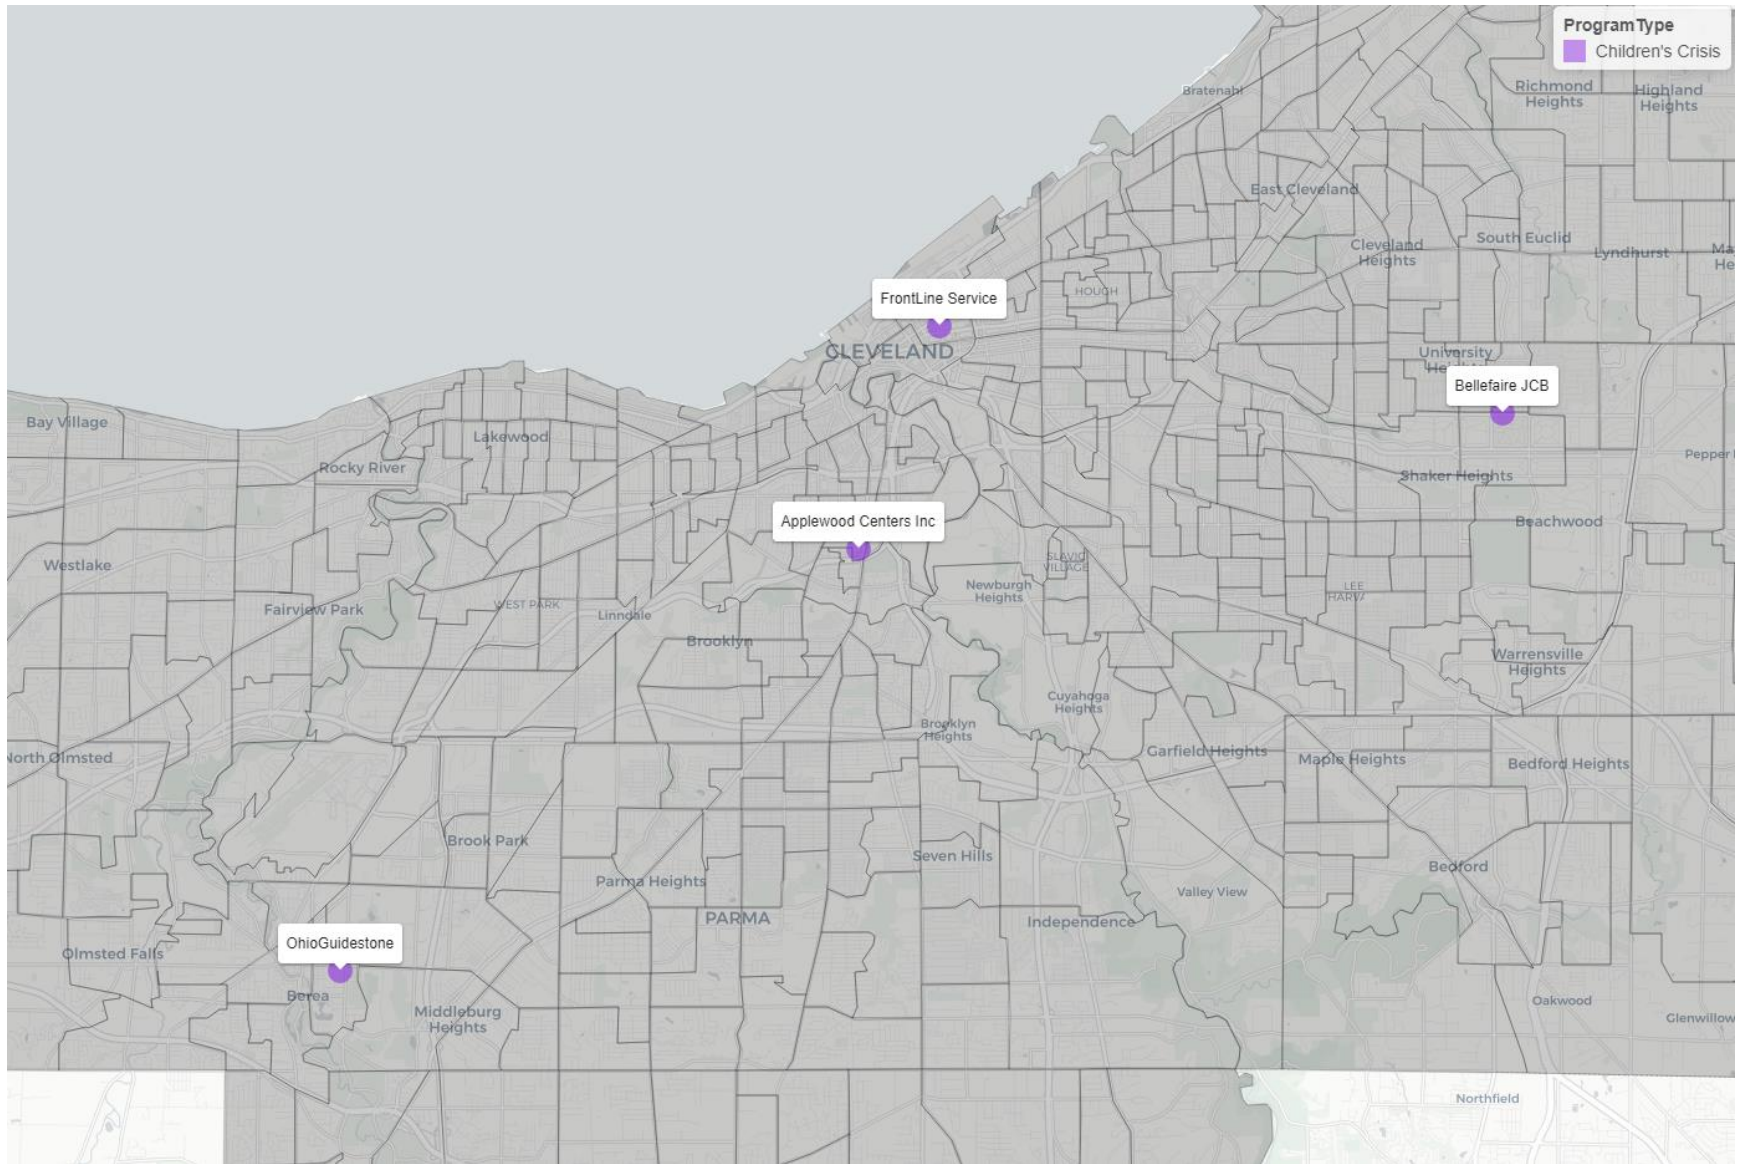 ProgramType
Children's Crisis
Bratenahl
Richmond
Heights
Highland
Heights
East Cleveland
Cleveland
Heights
South Euclid
Lyndhurst
HOUGH
FrontLine Service
CLEVELAND
University
Bellefaire JCB
Bay Village
Lakewood
Rocky River
Pepper
Shaker Heights
Applewood Centers Inc
Beachwood
Westlake
SLAVIC
VILLAGE
Newburgh
Heights
LEE
Fairview Park
WEST PARK
Linndale
Brooklyn
Warrensville
Heights
Cuyahoga
Heights
Brooklyn
Heights
North Olmsted
Garfield Heights
Maple Heights
Bedford Heights
Brook Park
Seven Hills
Bedford
Parma Heights
Valley View
PARMA
Independence
OhioGuidestone
Olmsted Falls
Berea
Middleburg
Heights
Oakwood
Glenwillow
Northfield